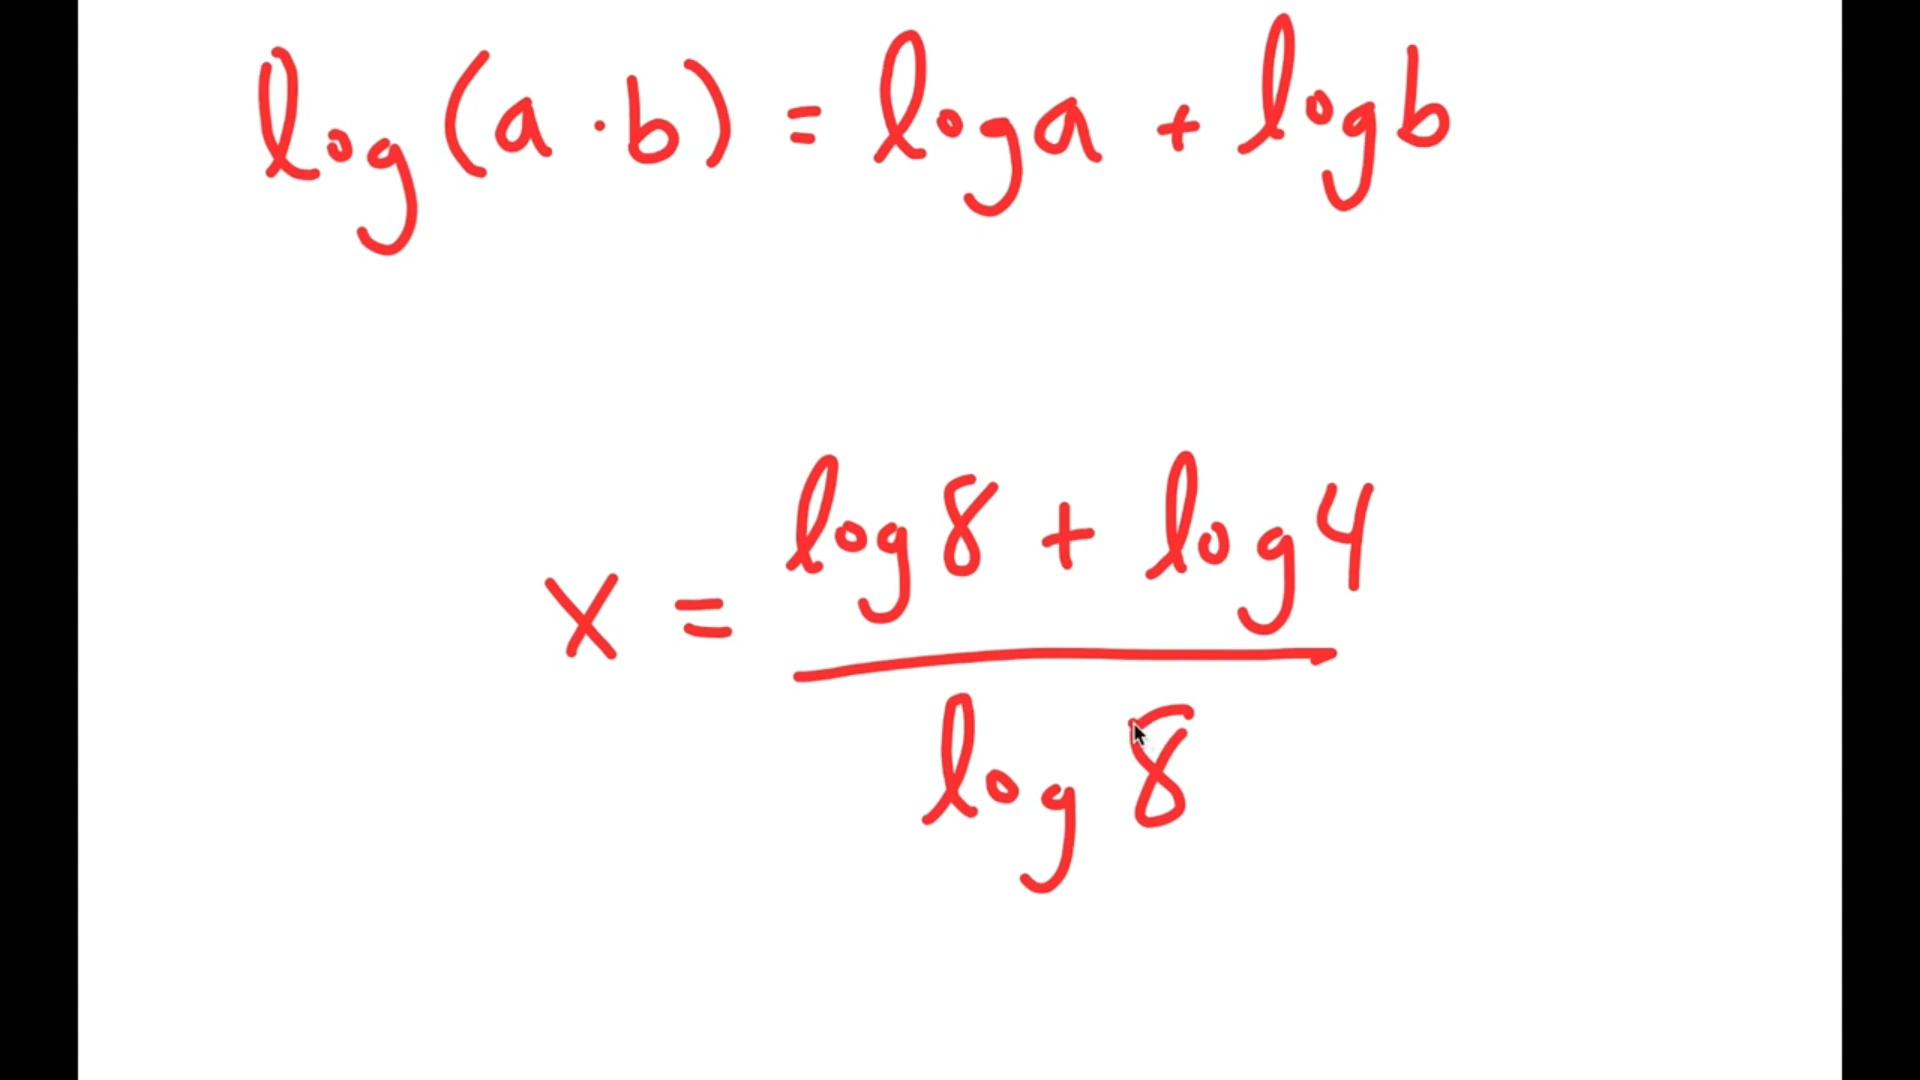 log(a·b) = log a + log b
x = (log 8 + log 4) / log 8